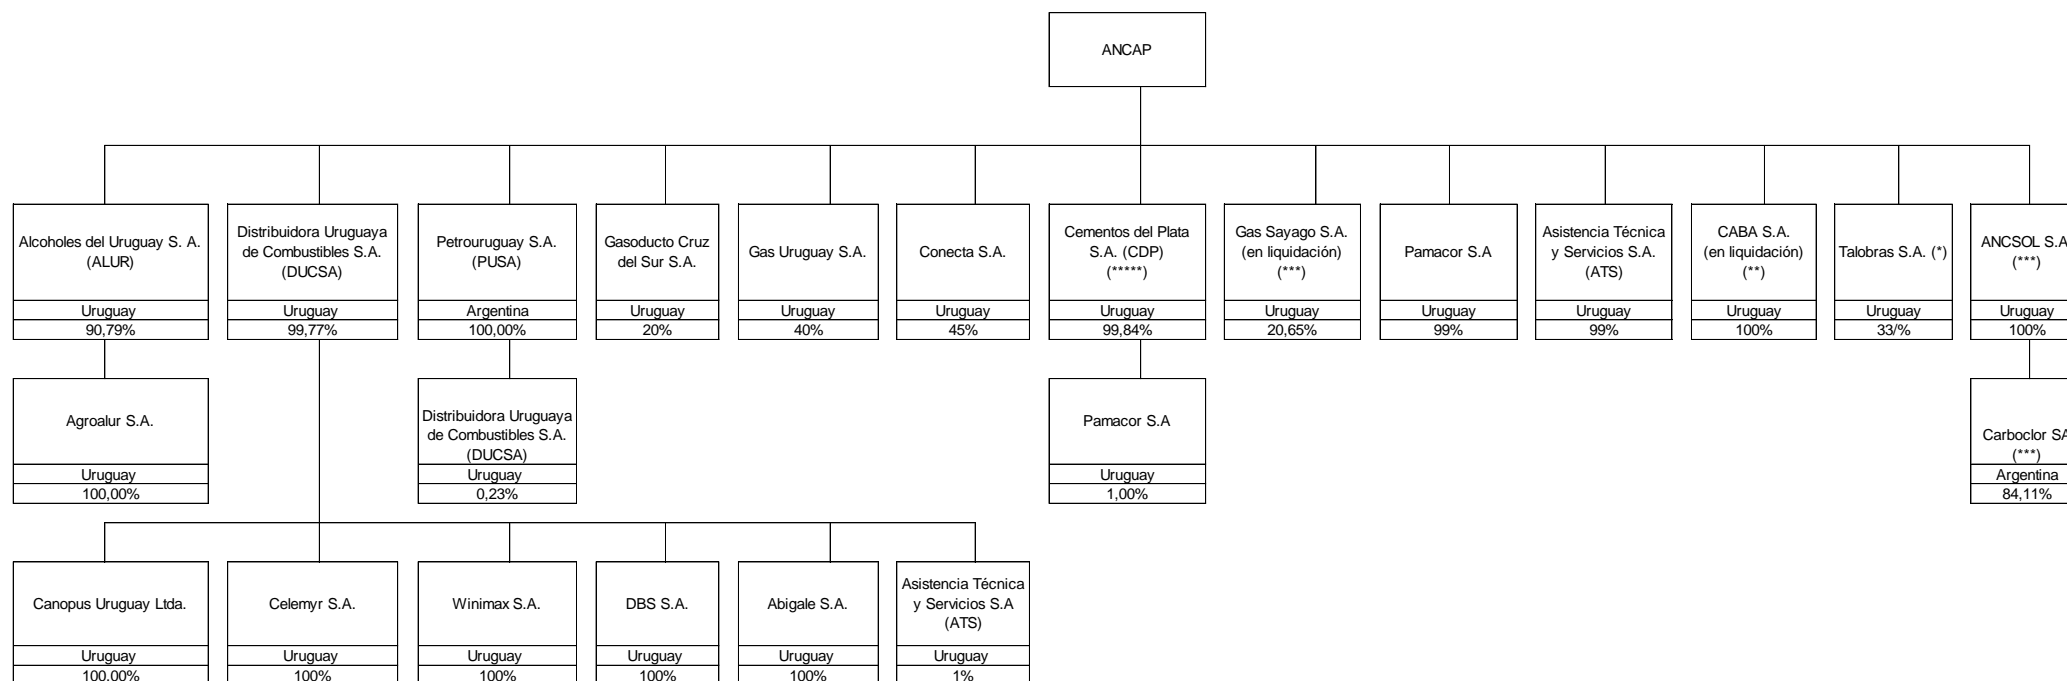 ANCAP
Alcoholes del Uruguay S. A.
(ALUR)
Uruguay
90,79%
Distribuidora Uruguaya
de Combustibles S.A.
(DUCSA)
Uruguay
99,77%
Petrouruguay S.A.
(PUSA)
Argentina
100,00%
Gasoducto Cruz
del Sur S.A.
Uruguay
20%
Gas Uruguay S.A.
Uruguay
40%
Conecta S.A.
Uruguay
45%
Cementos del Plata
S.A. (CDP)
(*****)
Uruguay
99,84%
Gas Sayago S.A.
(en liquidación)
(***)
Uruguay
20,65%
Pamacor S.A
Uruguay
99%
Asistencia Técnica
y Servicios S.A.
(ATS)
Uruguay
99%
CABA S.A.
(en liquidación)
(**)
Uruguay
100%
Talobras S.A. (*)
Uruguay
33/%
ANCSOL S.A
(***)
Uruguay
100%
Agroalur S.A.
Uruguay
100,00%
Distribuidora Uruguaya
de Combustibles S.A.
(DUCSA)
Uruguay
0,23%
Pamacor S.A
Uruguay
1,00%
Carboclor SA
(***)
Argentina
84,11%
Canopus Uruguay Ltda.
Uruguay
100,00%
Celemyr S.A.
Uruguay
100%
Winimax S.A.
Uruguay
100%
DBS S.A.
Uruguay
100%
Abigale S.A.
Uruguay
100%
Asistencia Técnica
y Servicios S.A
(ATS)
Uruguay
1%